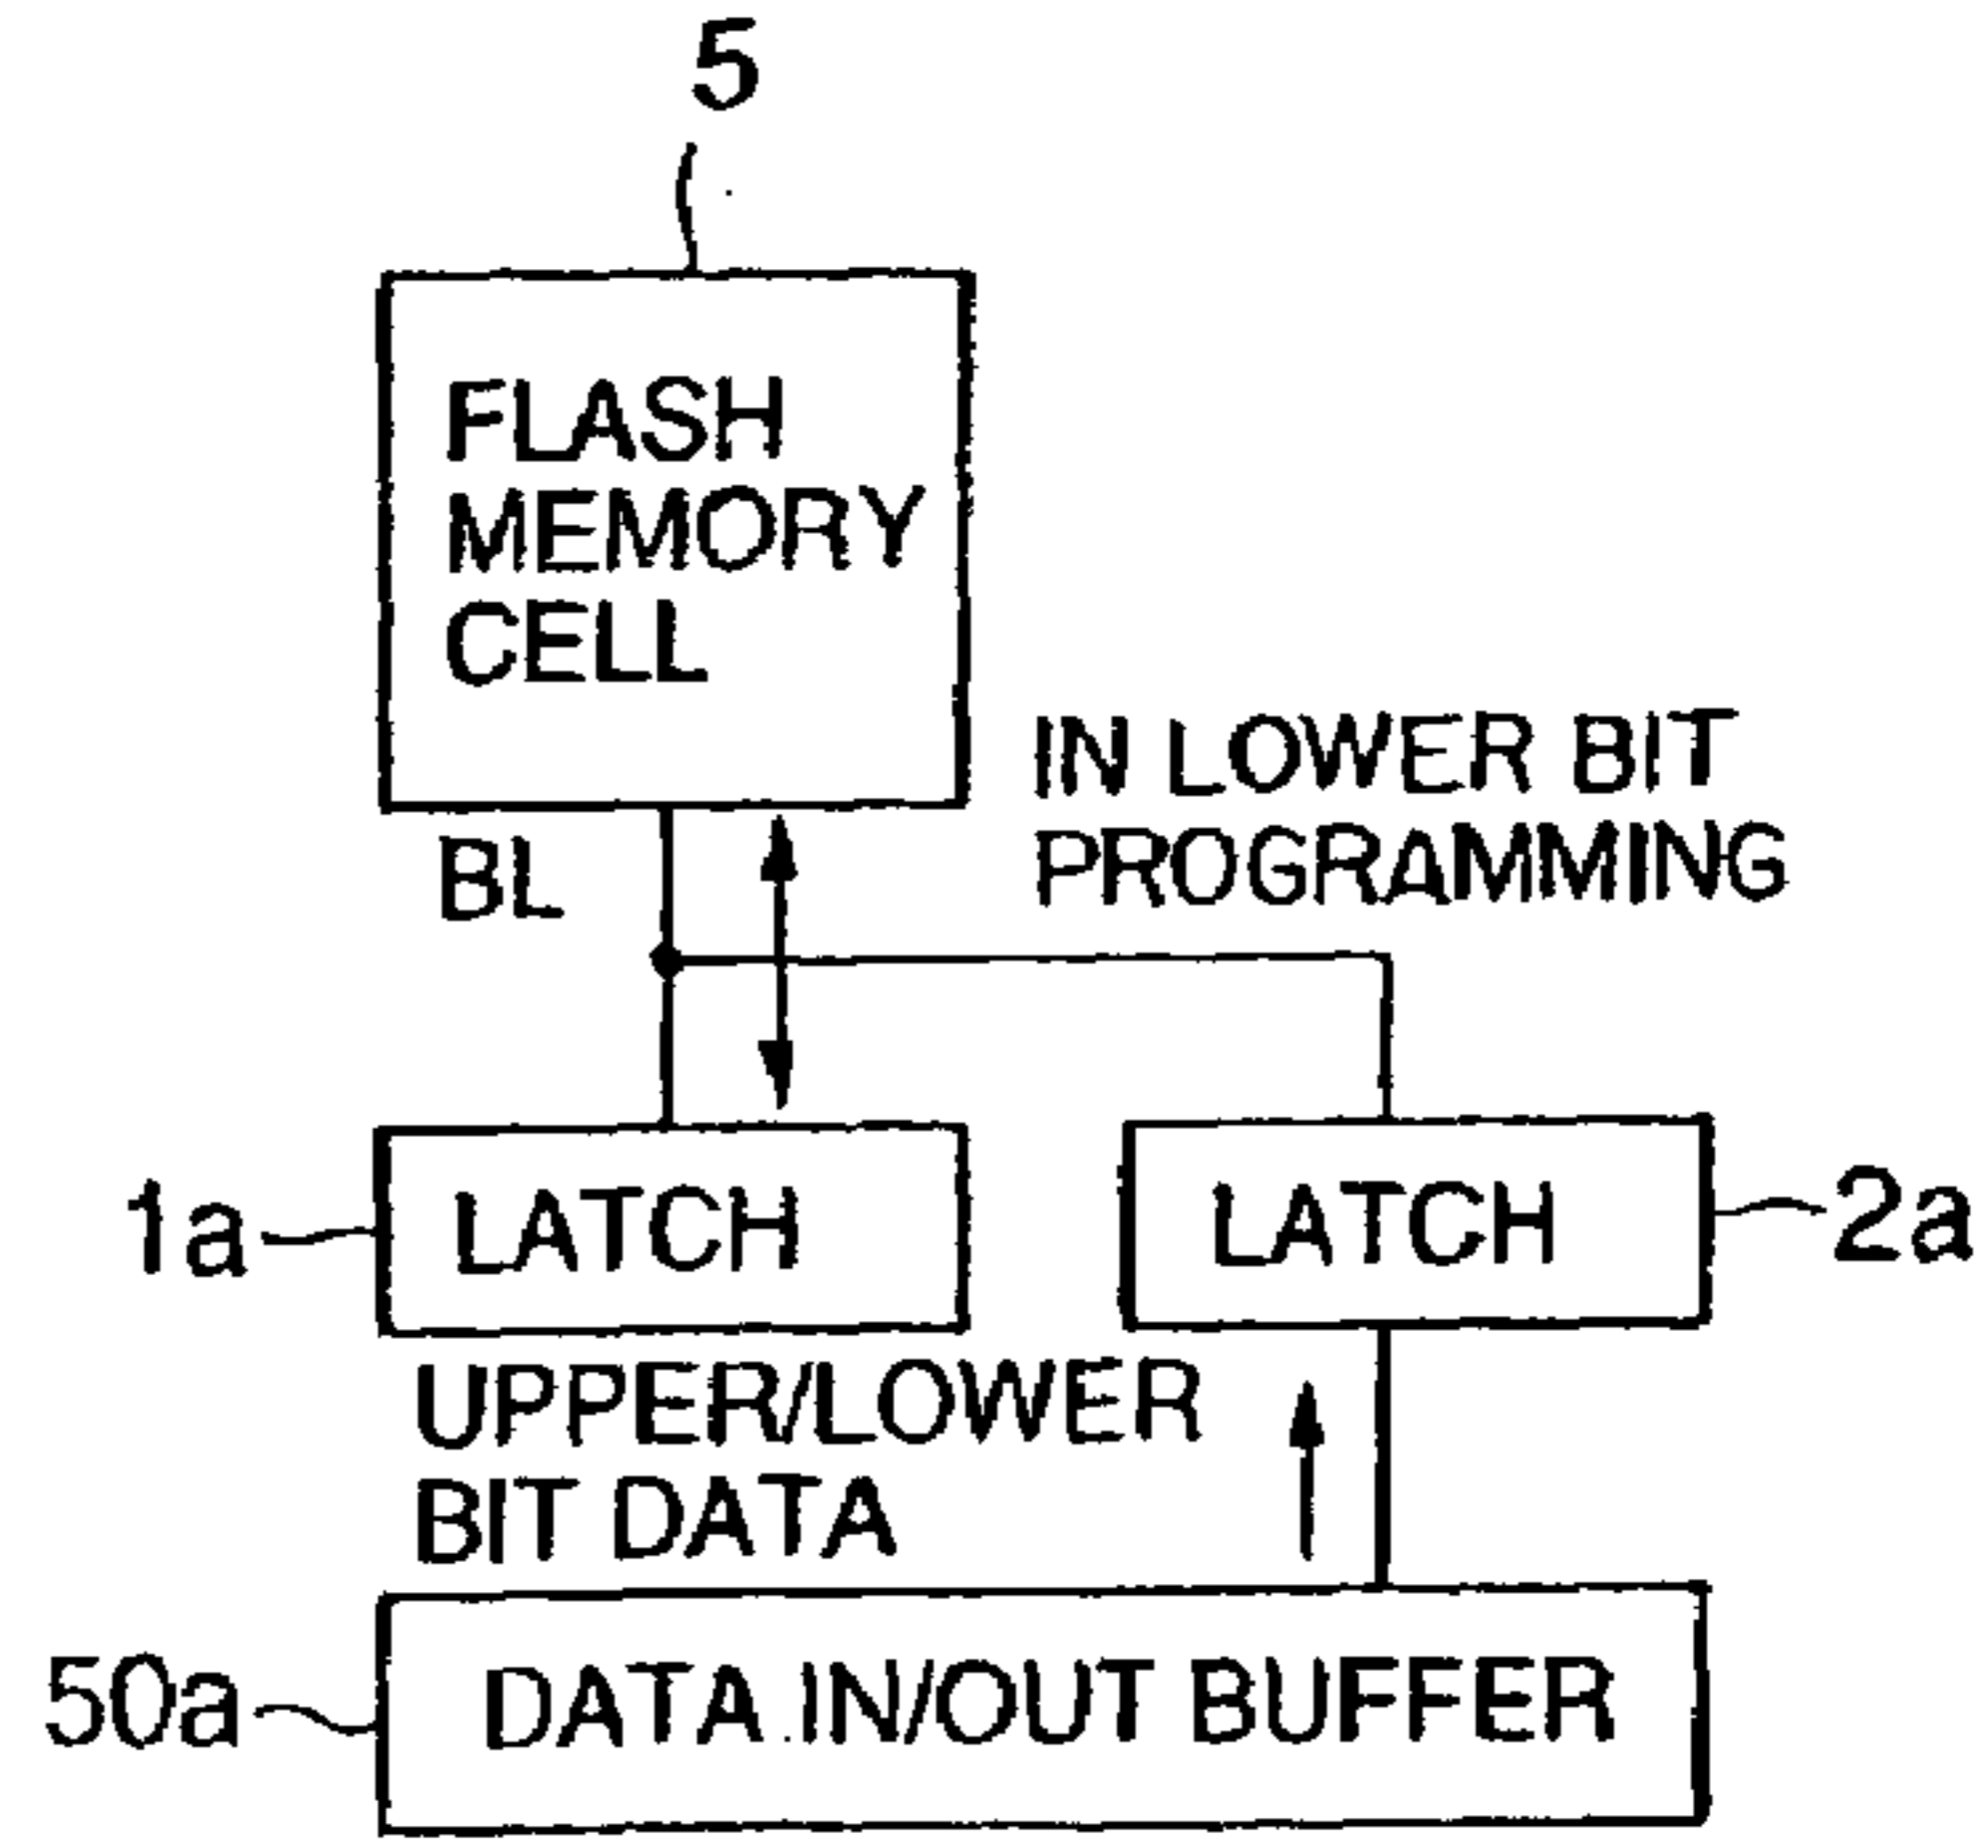 5
FLASH
MEMORY
CELL
IN LOWER BIT
PROGRAMMING
BL
1a
LATCH
LATCH
2a
UPPER/LOWER
BIT DATA
50a
DATA IN/OUT BUFFER